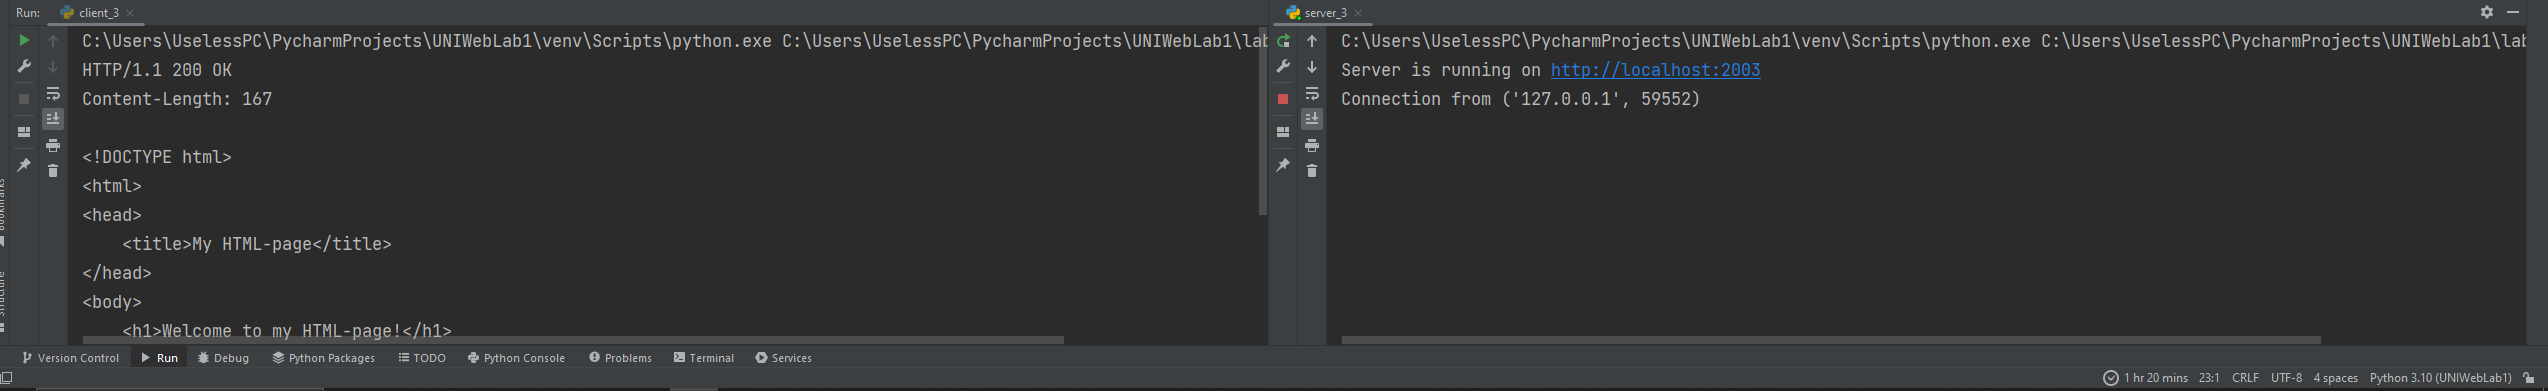 Run: client_3
C:\Users\UselessPC\PycharmProjects\UNIWebLab1\venv\Scripts\python.exe C:\Users\UselessPC\PycharmProjects\UNIWebLab1\lab
HTTP/1.1 200 OK
Content-Length: 167
<!DOCTYPE html>
<html>
<head>
    <title>My HTML-page</title>
</head>
<body>
    <h1>Welcome to my HTML-page!</h1>
server_3
C:\Users\UselessPC\PycharmProjects\UNIWebLab1\venv\Scripts\python.exe C:\Users\UselessPC\PycharmProjects\UNIWebLab1\lab
Server is running on http://localhost:2003
Connection from ('127.0.0.1', 59552)
Bookmarks
Structure
Version Control Run Debug Python Packages TODO Python Console Problems Terminal Services
1 hr 20 mins 23:1 CRLF UTF-8 4 spaces Python 3.10 (UNIWebLab1)